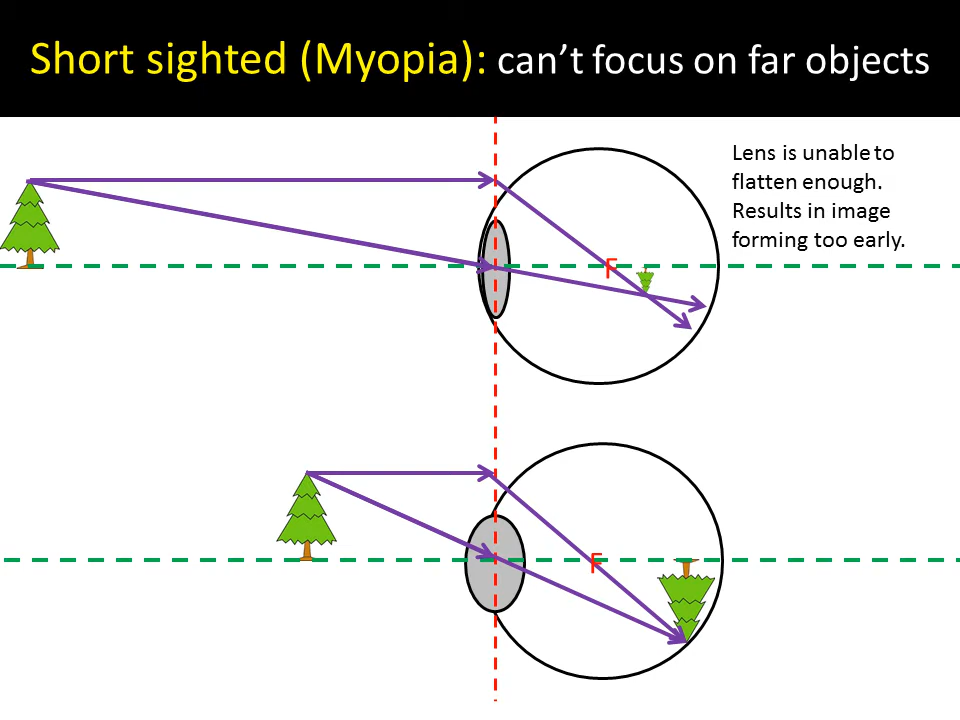 Short sighted (Myopia): can’t focus on far objects
Lens is unable to
flatten enough.
Results in image
forming too early.
F
F